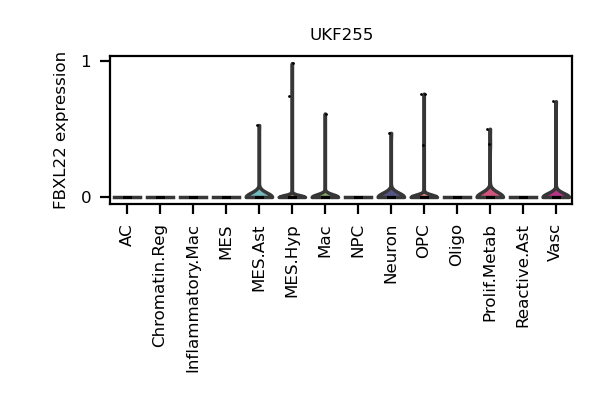 UKF255
FBXL22 expression
1
0
AC
Chromatin.Reg
Inflammatory.Mac
MES
MES.Ast
MES.Hyp
Mac
NPC
Neuron
OPC
Oligo
Prolif.Metab
Reactive.Ast
Vasc